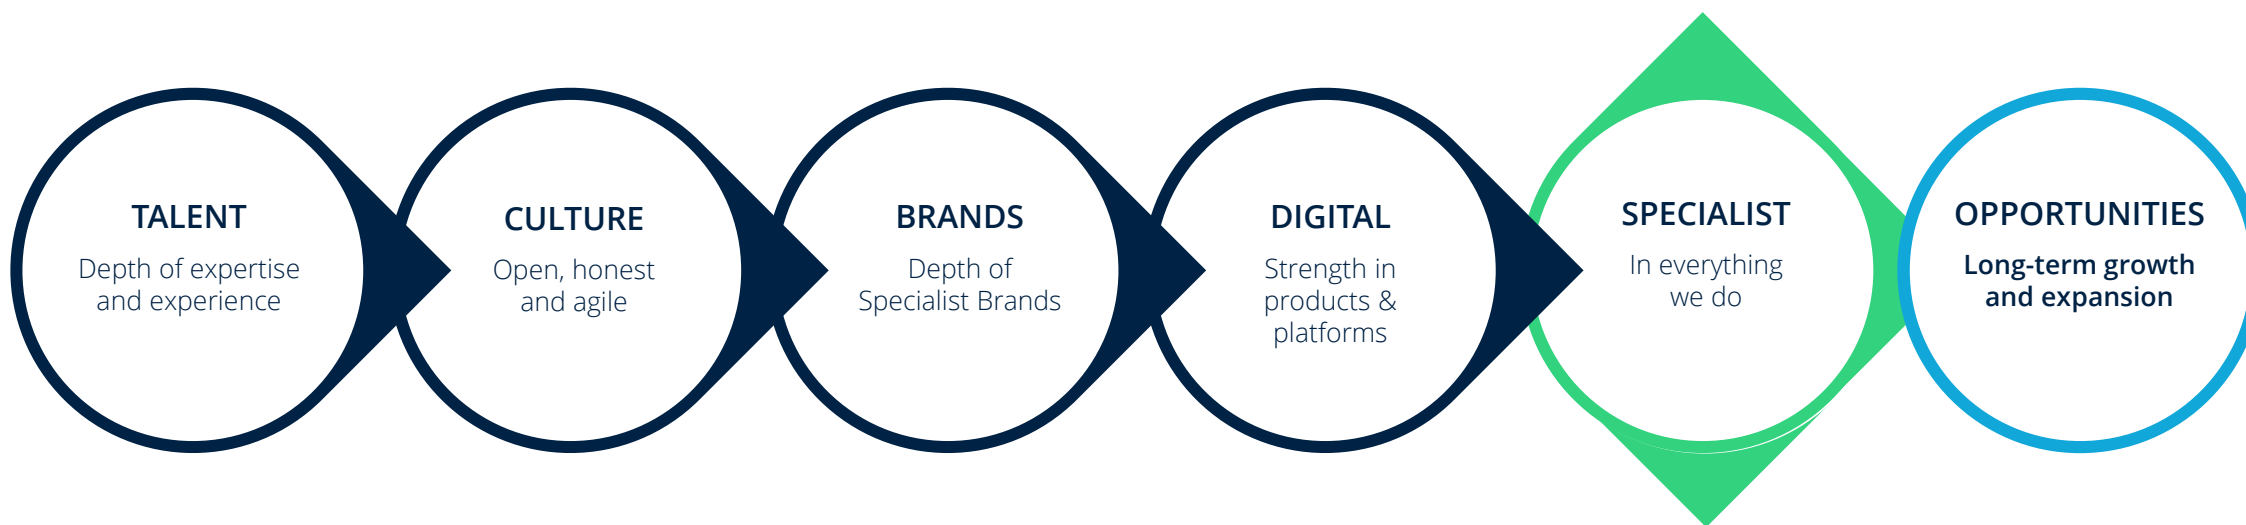 TALENT
Depth of expertise
and experience
CULTURE
Open, honest
and agile
BRANDS
Depth of
Specialist Brands
DIGITAL
Strength in
products &
platforms
SPECIALIST
In everything
we do
OPPORTUNITIES
Long-term growth
and expansion